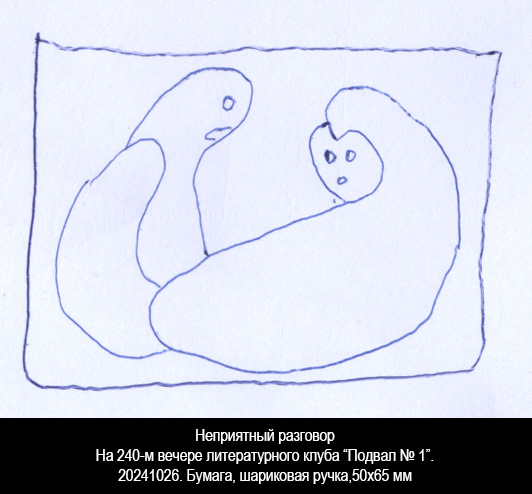 Неприятный разговор
На 240-м вечере литературного клуба “Подвал № 1”.
20241026. Бумага, шариковая ручка,50х65 мм